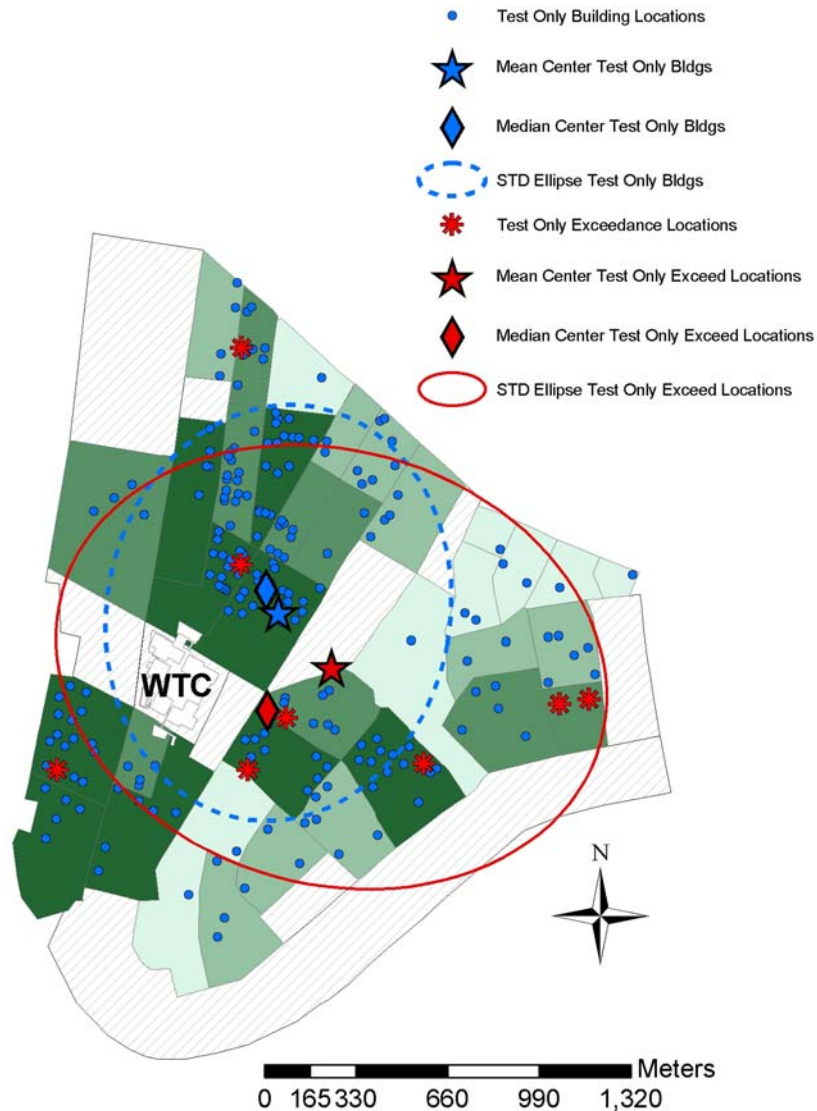 Test Only Building Locations
Mean Center Test Only Bldgs
Median Center Test Only Bldgs
STD Ellipse Test Only Bldgs
Test Only Exceedance Locations
Mean Center Test Only Exceed Locations
Median Center Test Only Exceed Locations
STD Ellipse Test Only Exceed Locations
WTC
N
Meters
0 165 330 660 990 1,320